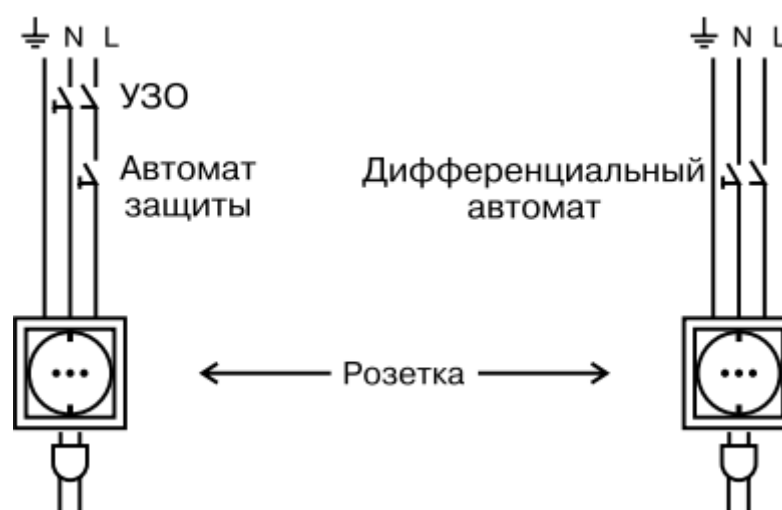 N L
УЗО
Автомат
защиты
N L
Дифференциальный
автомат
Розетка